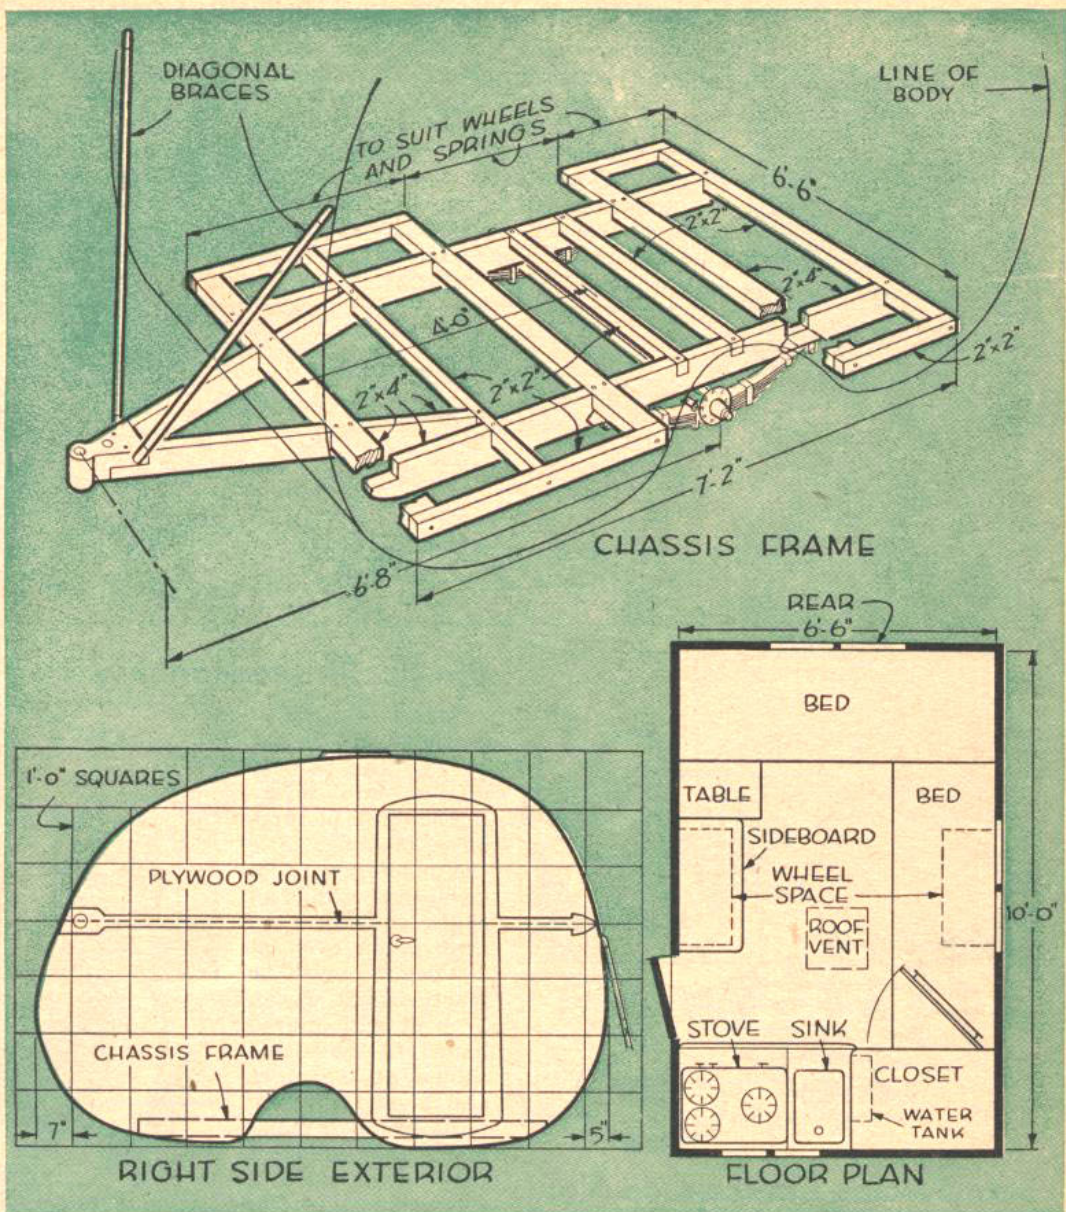 DIAGONAL
BRACES
TO SUIT WHEELS
AND SPRINGS
LINE OF
BODY
6'-6"
2"x2"
2"x4"
4'-0"
2"x4"
2"x2"
2"x2"
7'-2"
6'-8"
CHASSIS FRAME
REAR
6'-6"
BED
TABLE
BED
SIDEBOARD
WHEEL
SPACE
ROOF
VENT
10'-0"
STOVE
SINK
CLOSET
WATER
TANK
FLOOR PLAN
1'-0" SQUARES
PLYWOOD JOINT
CHASSIS FRAME
7"
5"
RIGHT SIDE EXTERIOR